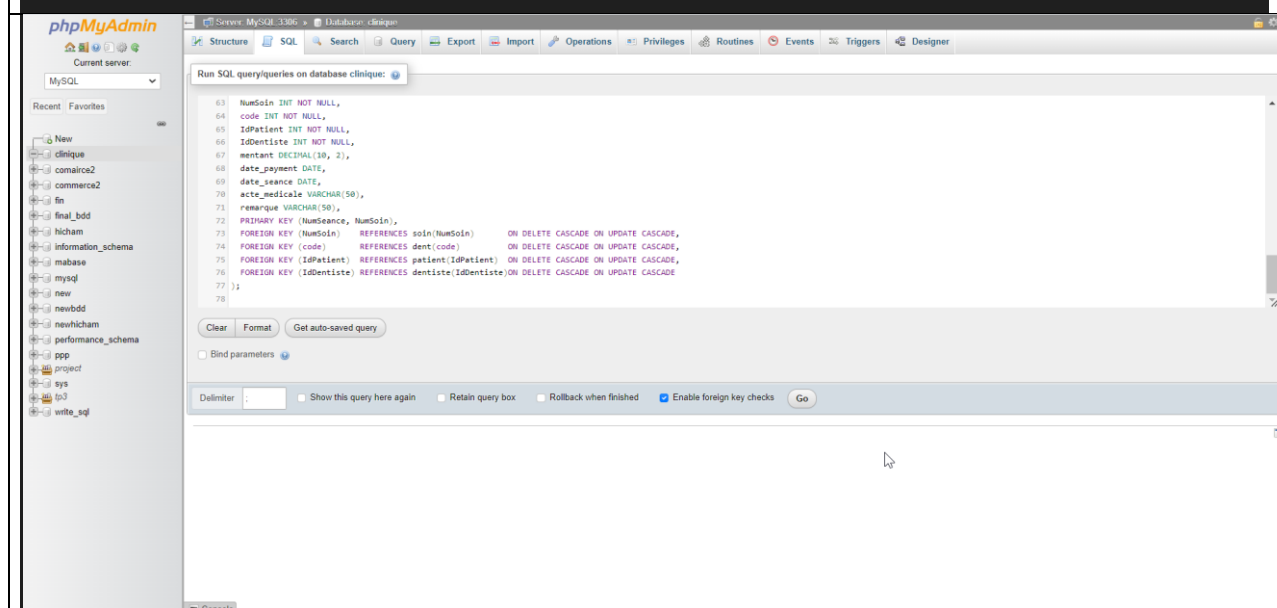 phpMyAdmin
Current server:
MySQL
Recent Favorites
New
clinique
comairce2
commerce2
fin
final_bdd
hicham
information_schema
mabase
mysql
new
newbdd
newhicham
performance_schema
ppp
project
sys
tp3
write_sql
Server: MySQL:3306 » Database: clinique
Structure SQL Search Query Export Import Operations Privileges Routines Events Triggers Designer
Run SQL query/queries on database clinique:
63 NumSoin INT NOT NULL,
64 code INT NOT NULL,
65 IdPatient INT NOT NULL,
66 IdDentiste INT NOT NULL,
67 mentant DECIMAL(10, 2),
68 date_payment DATE,
69 date_seance DATE,
70 acte_medicale VARCHAR(50),
71 remarque VARCHAR(50),
72 PRIMARY KEY (NumSeance, NumSoin),
73 FOREIGN KEY (NumSoin) REFERENCES soin(NumSoin) ON DELETE CASCADE ON UPDATE CASCADE,
74 FOREIGN KEY (code) REFERENCES dent(code) ON DELETE CASCADE ON UPDATE CASCADE,
75 FOREIGN KEY (IdPatient) REFERENCES patient(IdPatient) ON DELETE CASCADE ON UPDATE CASCADE,
76 FOREIGN KEY (IdDentiste) REFERENCES dentiste(IdDentiste)ON DELETE CASCADE ON UPDATE CASCADE
77 );
78
Clear Format Get auto-saved query
Bind parameters
Delimiter ; Show this query here again Retain query box Rollback when finished Enable foreign key checks Go
Console